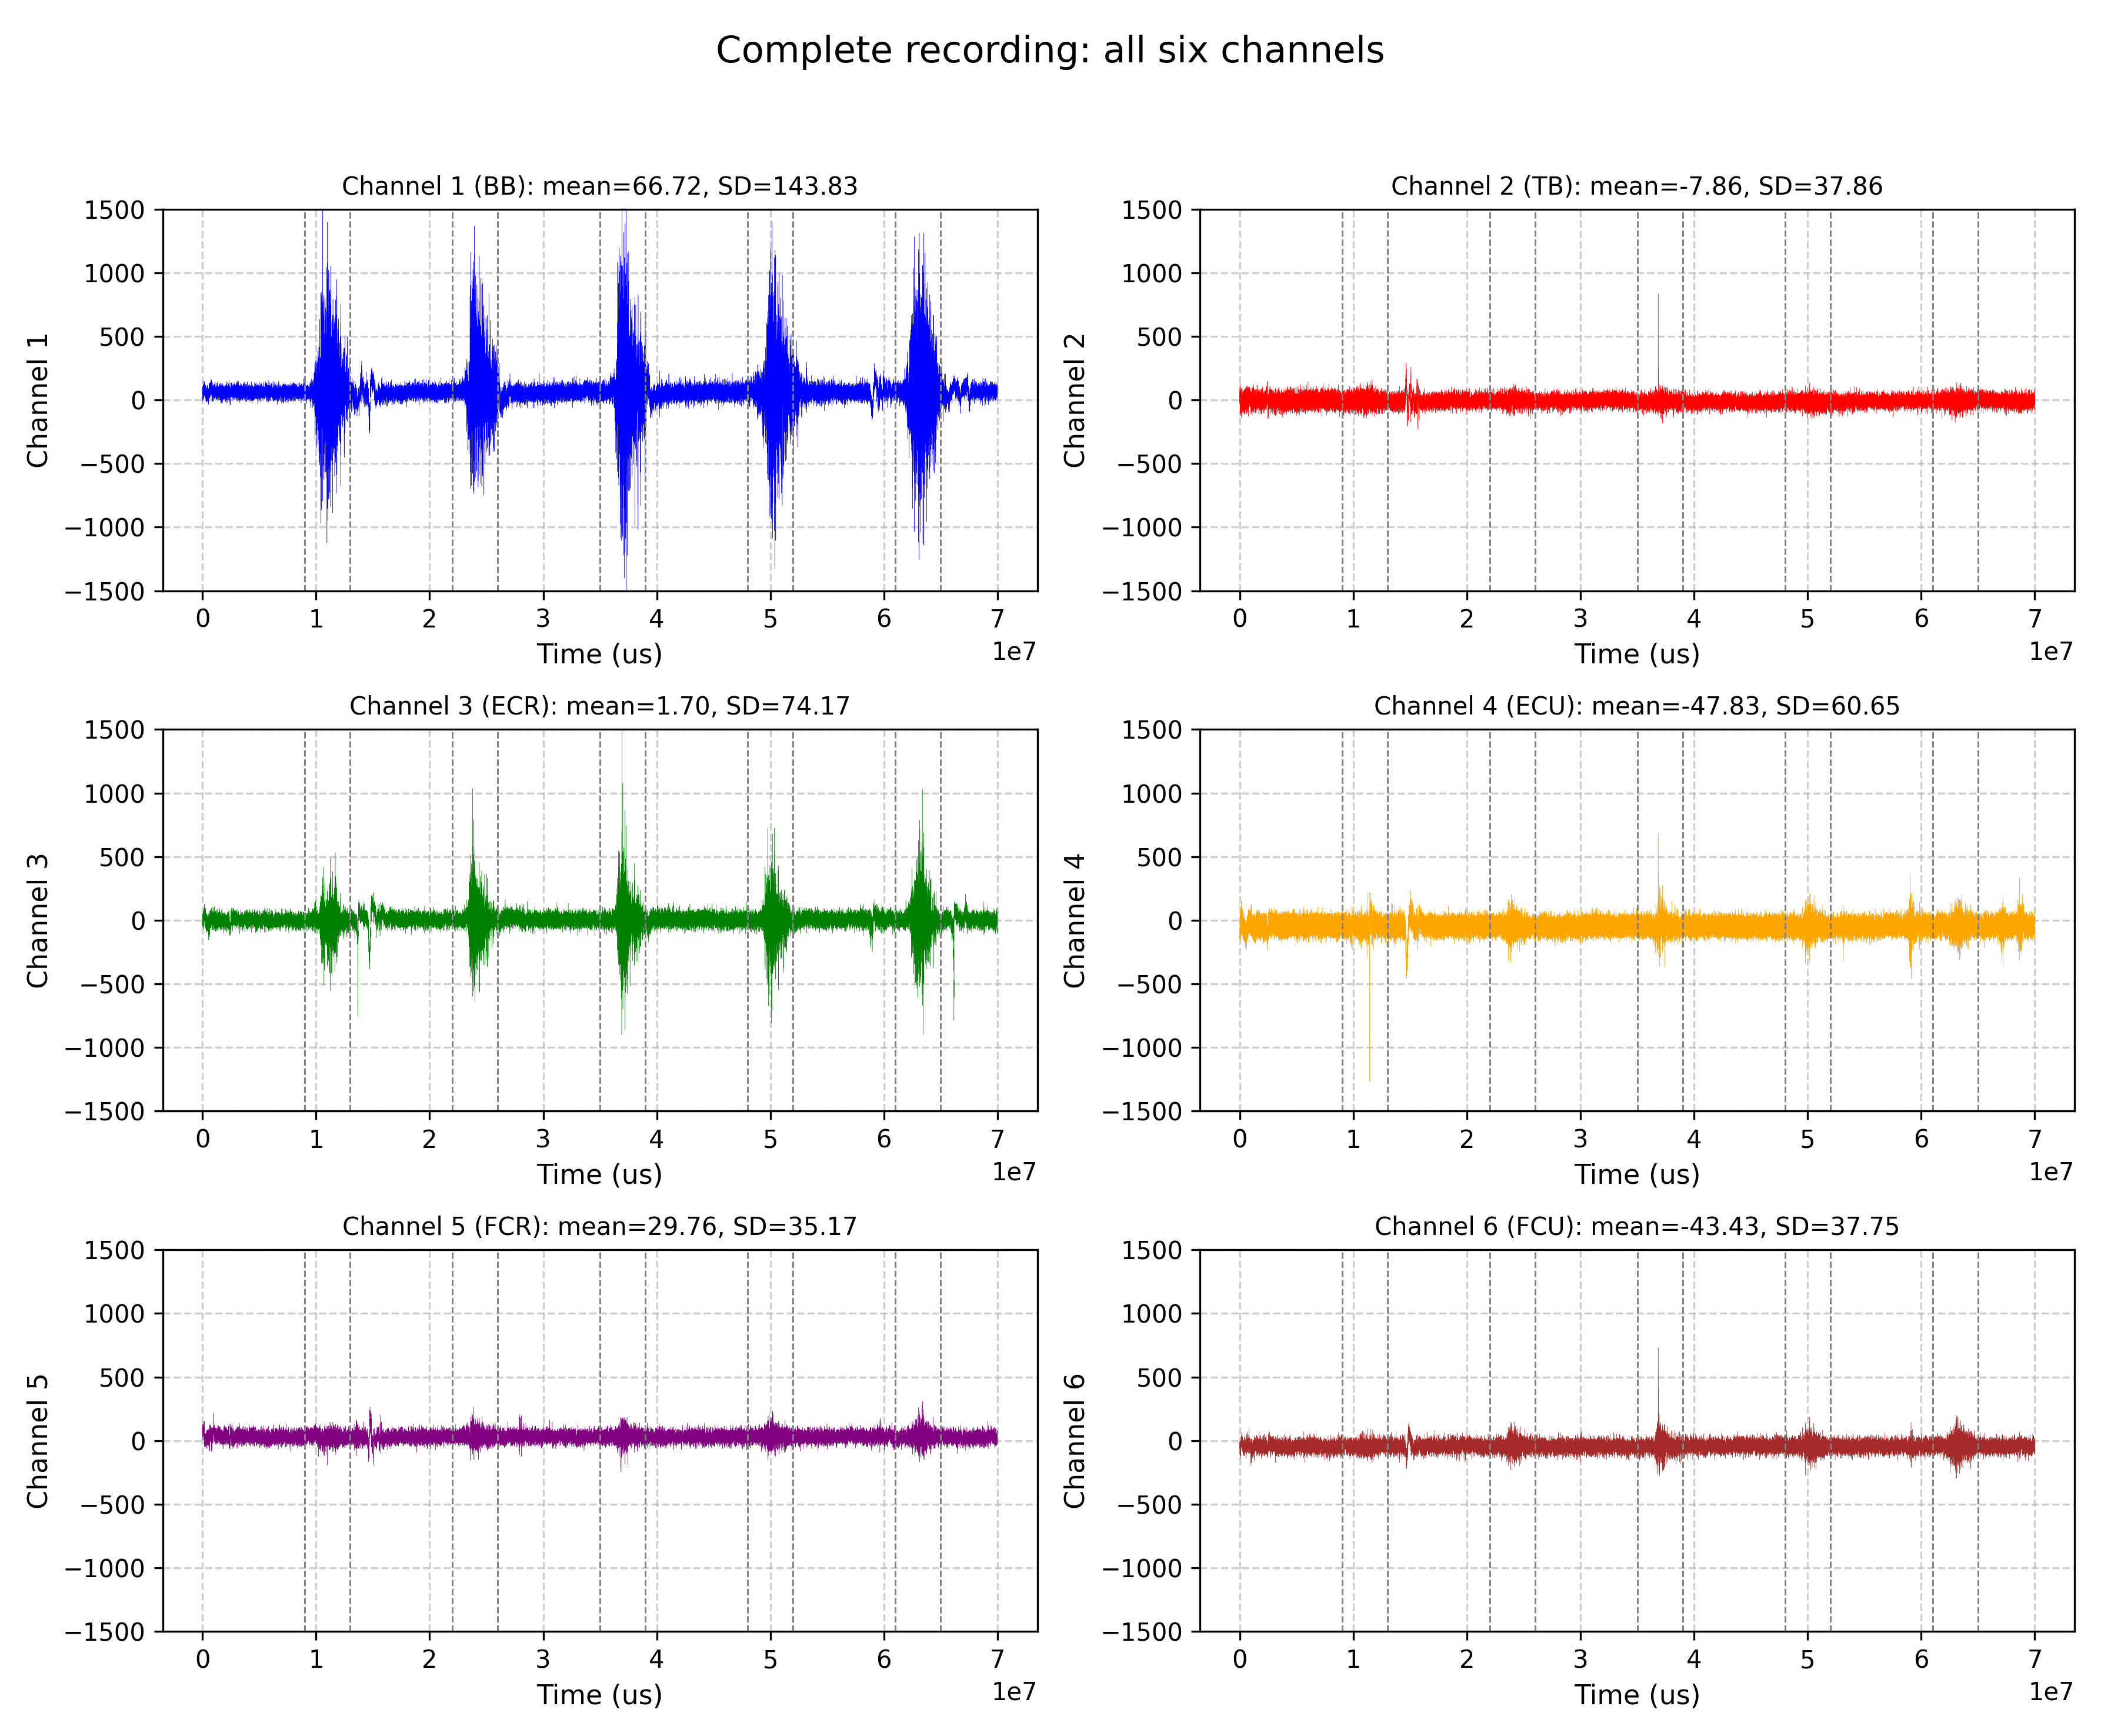 Complete recording: all six channels
Channel 1 (BB): mean=66.72, SD=143.83
1500
1000
500
0
−500
−1000
−1500
Channel 1
0 1 2 3 4 5 6 7
1e7
Time (us)
Channel 2 (TB): mean=-7.86, SD=37.86
1500
1000
500
0
−500
−1000
−1500
Channel 2
0 1 2 3 4 5 6 7
1e7
Time (us)
Channel 3 (ECR): mean=1.70, SD=74.17
1500
1000
500
0
−500
−1000
−1500
Channel 3
0 1 2 3 4 5 6 7
1e7
Time (us)
Channel 4 (ECU): mean=-47.83, SD=60.65
1500
1000
500
0
−500
−1000
−1500
Channel 4
0 1 2 3 4 5 6 7
1e7
Time (us)
Channel 5 (FCR): mean=29.76, SD=35.17
1500
1000
500
0
−500
−1000
−1500
Channel 5
0 1 2 3 4 5 6 7
1e7
Time (us)
Channel 6 (FCU): mean=-43.43, SD=37.75
1500
1000
500
0
−500
−1000
−1500
Channel 6
0 1 2 3 4 5 6 7
1e7
Time (us)